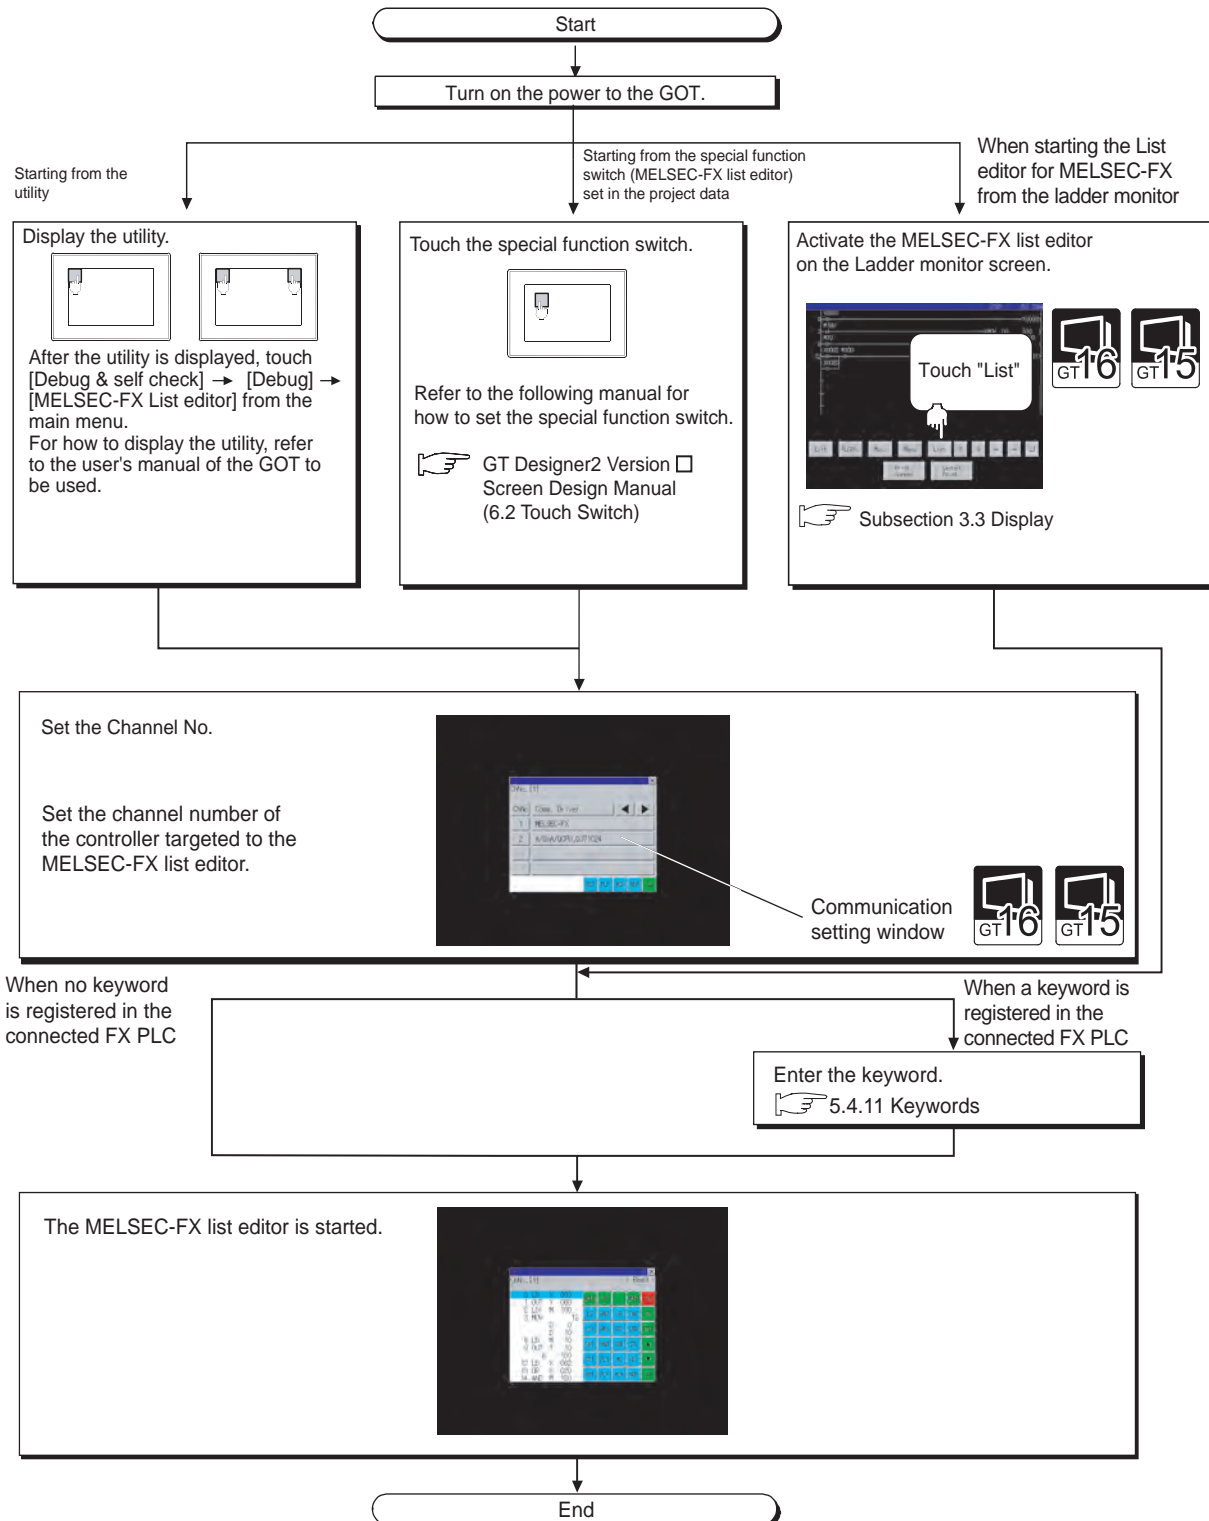 Start
Turn on the power to the GOT.
Starting from the
utility
Starting from the special function
switch (MELSEC-FX list editor)
set in the project data
When starting the List
editor for MELSEC-FX
from the ladder monitor
Display the utility.
After the utility is displayed, touch
[Debug & self check] → [Debug] →
[MELSEC-FX List editor] from the
main menu.
For how to display the utility, refer
to the user's manual of the GOT to
be used.
Touch the special function switch.
Refer to the following manual for
how to set the special function switch.
GT Designer2 Version □
Screen Design Manual
(6.2 Touch Switch)
Activate the MELSEC-FX list editor
on the Ladder monitor screen.
Touch "List"
GT16
GT15
Subsection 3.3 Display
Set the Channel No.
Set the channel number of
the controller targeted to the
MELSEC-FX list editor.
1 MELSEC-FX
2
Communication
setting window
GT16
GT15
When no keyword
is registered in the
connected FX PLC
When a keyword is
registered in the
connected FX PLC
Enter the keyword.
5.4.11 Keywords
The MELSEC-FX list editor is started.
End